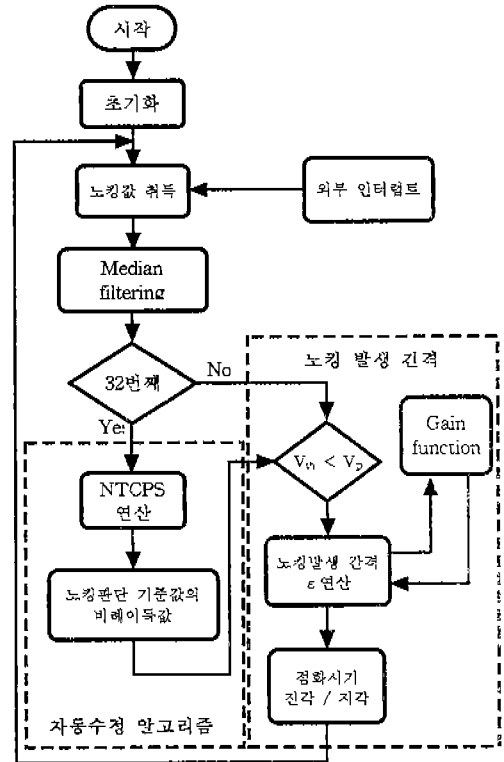 시작
초기화
노킹값 취득
외부 인터럽트
Median
filtering
32번째
No
Yes
노킹 발생 간격
Gain
function
NTCPS
연산
노킹판단 기준값의
비례이득값
노킹발생 간격
ε 연산
점화시기
진각 / 지각
자동수정 알고리즘